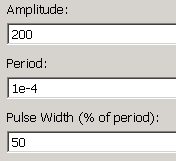 Amplitude:
200
Period:
1e-4
Pulse Width (% of period):
50